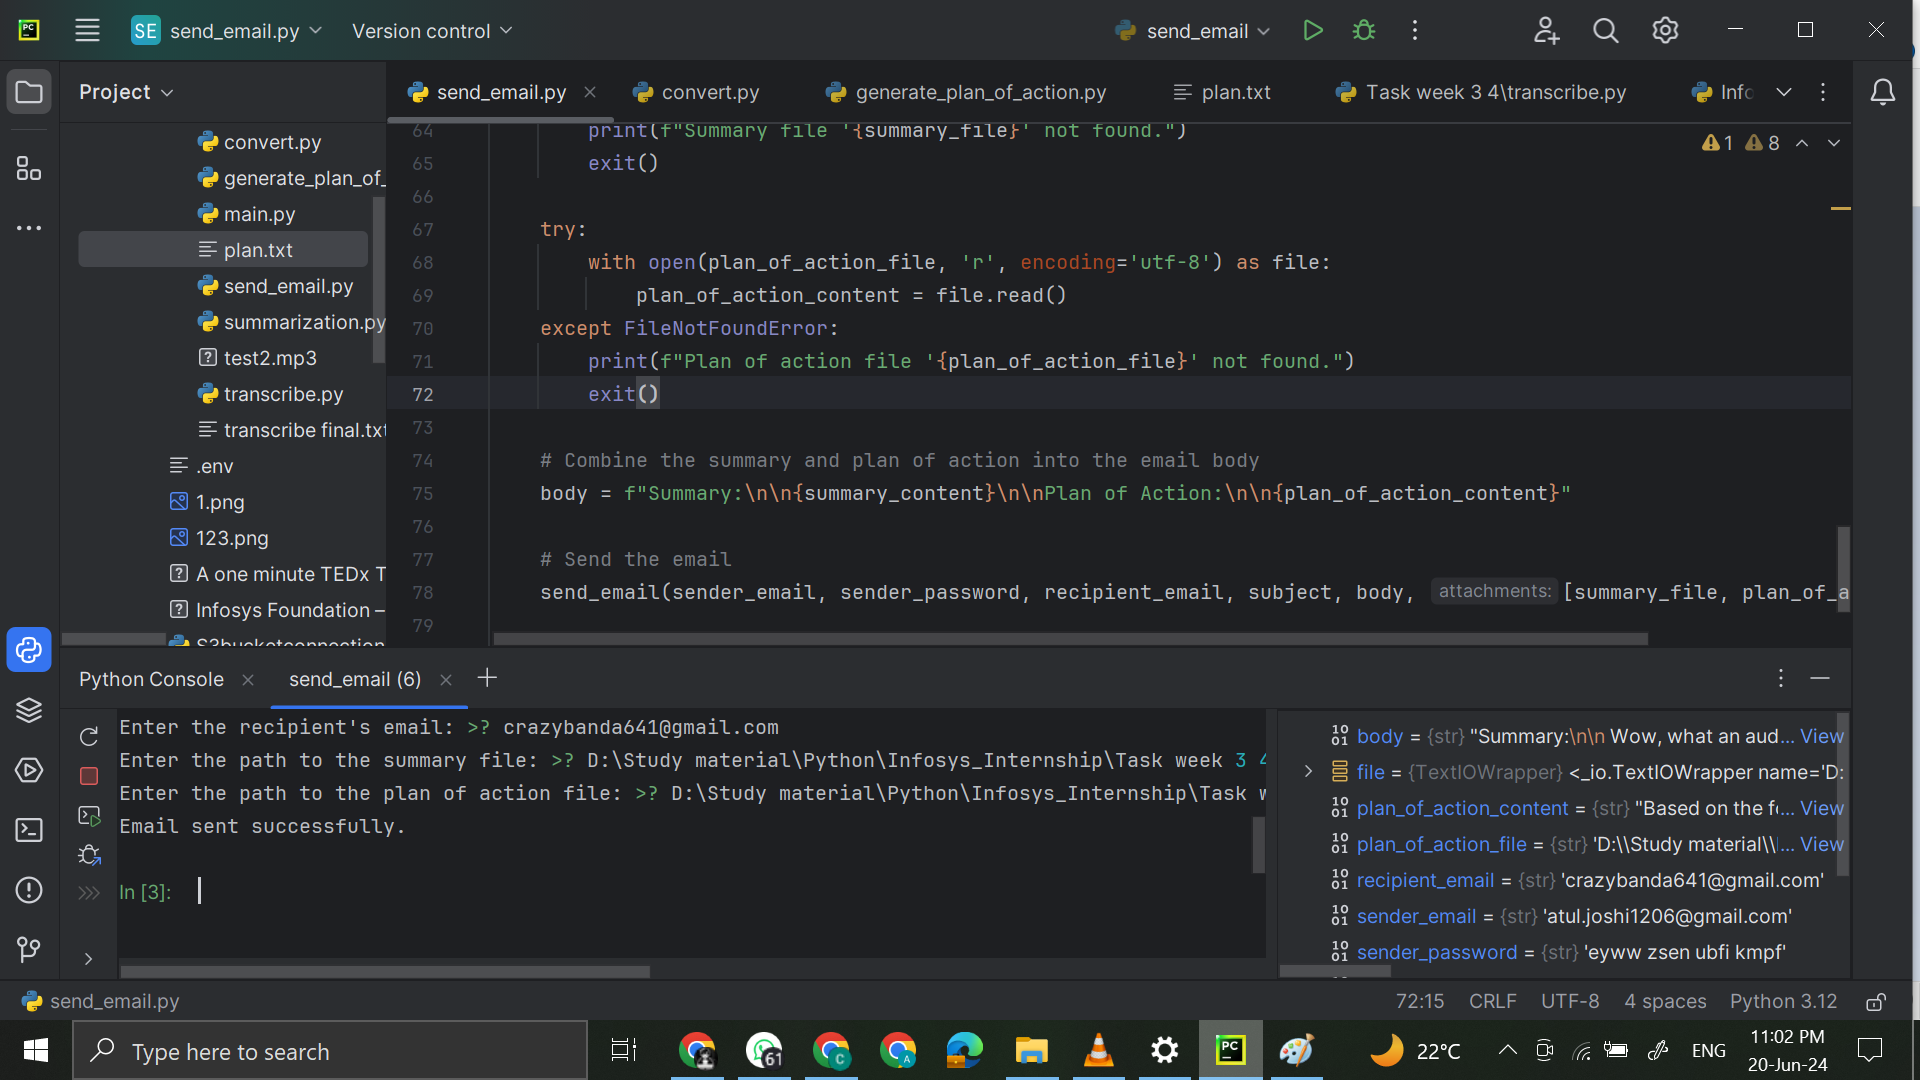 SE send_email.py Version control send_email
Project
send_email.py convert.py generate_plan_of_action.py plan.txt Task week 3 4\transcribe.py Info
convert.py
generate_plan_of_
main.py
plan.txt
send_email.py
summarization.py
test2.mp3
transcribe.py
transcribe final.txt
.env
1.png
123.png
A one minute TEDx T
Infosys Foundation –
S3bucketconnection
1 8
64 print(f"Summary file '{summary_file}' not found.")
65 exit()
66
67 try:
68 with open(plan_of_action_file, 'r', encoding='utf-8') as file:
69 plan_of_action_content = file.read()
70 except FileNotFoundError:
71 print(f"Plan of action file '{plan_of_action_file}' not found.")
72 exit()
73
74 # Combine the summary and plan of action into the email body
75 body = f"Summary:\n\n{summary_content}\n\nPlan of Action:\n\n{plan_of_action_content}"
76
77 # Send the email
78 send_email(sender_email, sender_password, recipient_email, subject, body, attachments: [summary_file, plan_of_a
79
Python Console send_email (6)
Enter the recipient's email: >? crazybanda641@gmail.com
Enter the path to the summary file: >? D:\Study material\Python\Infosys_Internship\Task week 3 4
Enter the path to the plan of action file: >? D:\Study material\Python\Infosys_Internship\Task w
Email sent successfully.
In [3]:
body = {str} "Summary:\n\n Wow, what an aud... View
file = {TextIOWrapper} <_io.TextIOWrapper name='D:
plan_of_action_content = {str} "Based on the fo... View
plan_of_action_file = {str} 'D:\\Study material\\... View
recipient_email = {str} 'crazybanda641@gmail.com'
sender_email = {str} 'atul.joshi1206@gmail.com'
sender_password = {str} 'eyww zsen ubfi kmpf'
send_email.py 72:15 CRLF UTF-8 4 spaces Python 3.12
Type here to search 61 22°C ENG 11:02 PM
20-Jun-24